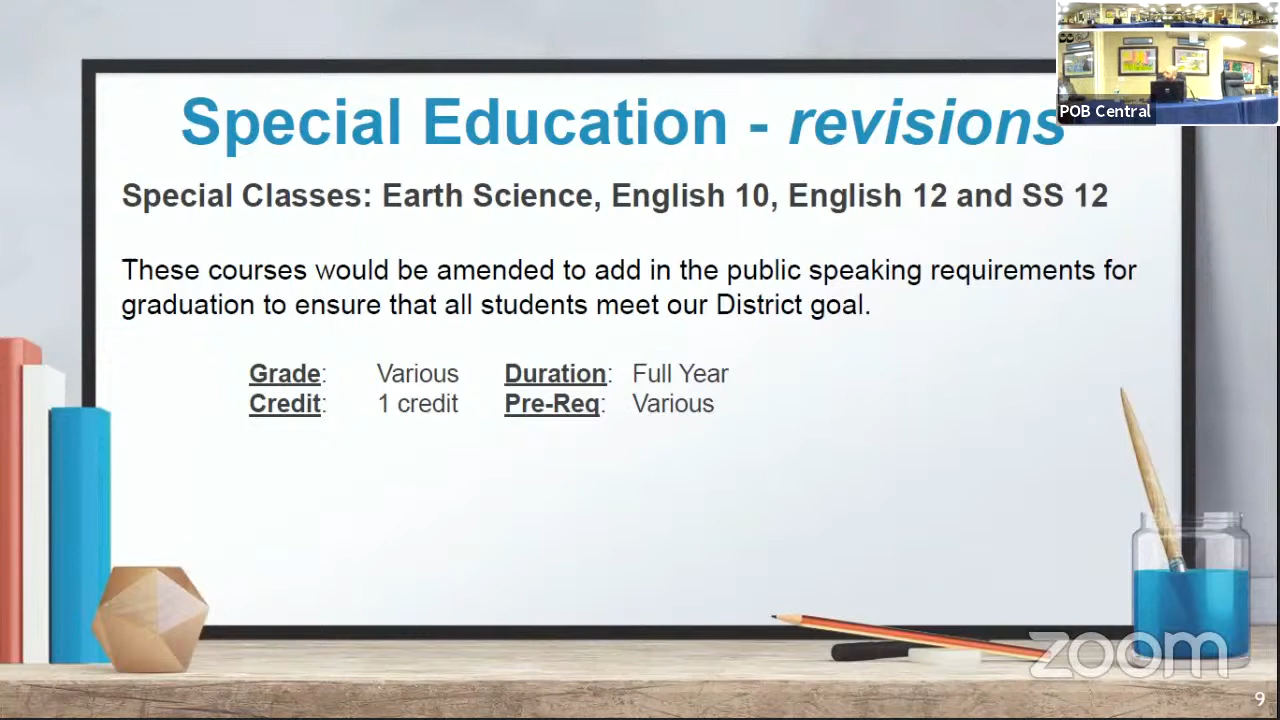 Special Education - revisions
POB Central
Special Classes: Earth Science, English 10, English 12 and SS 12
These courses would be amended to add in the public speaking requirements for
graduation to ensure that all students meet our District goal.
Grade: Various Duration: Full Year
Credit: 1 credit Pre-Req: Various
zoom
9